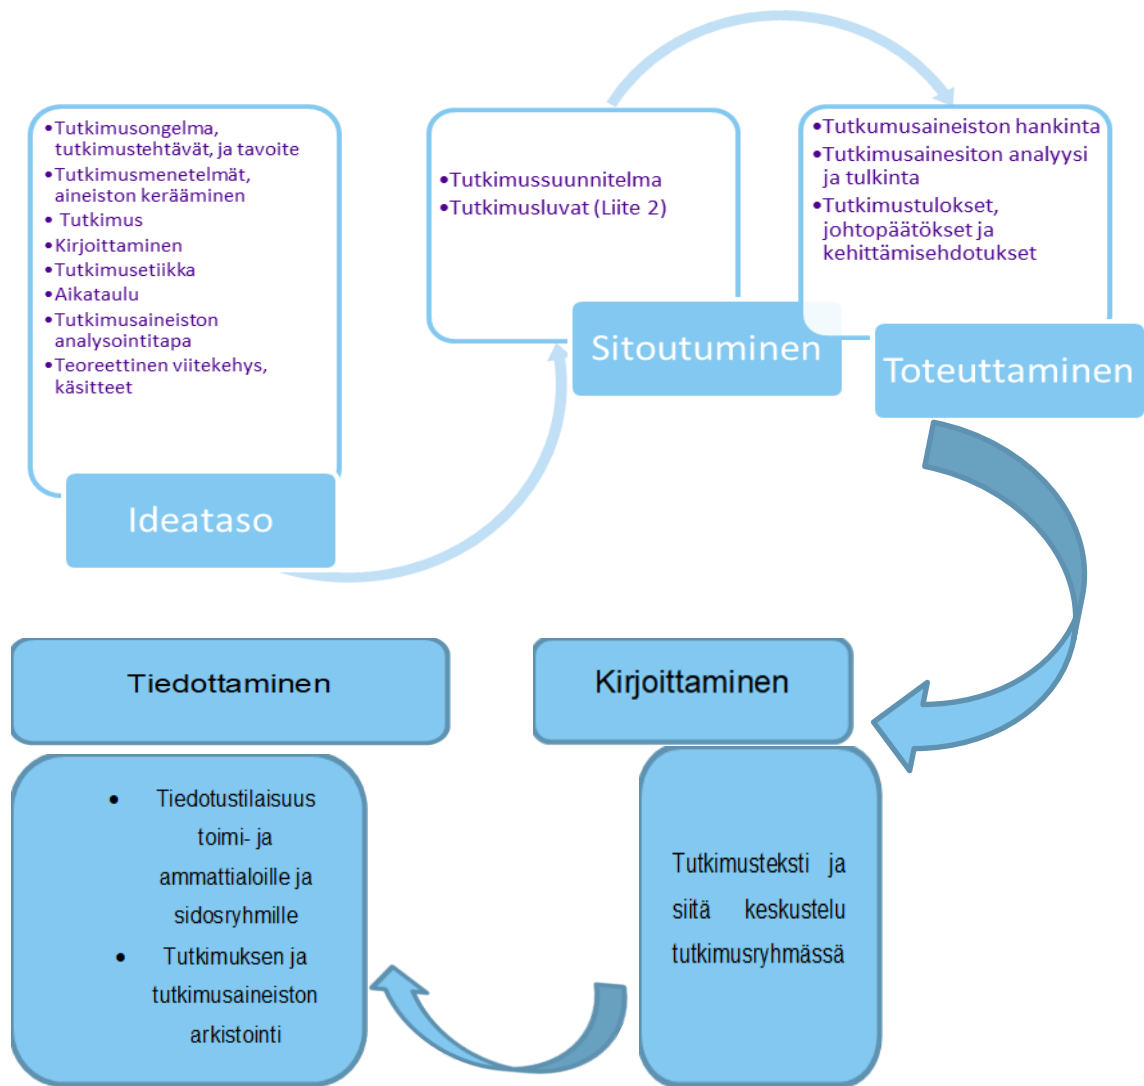 •Tutkimusongelma,
tutkimustehtävät, ja tavoite
•Tutkimusmenetelmät,
aineiston kerääminen
• Tutkimus
•Kirjoittaminen
•Tutkimusetiikka
•Aikataulu
•Tutkimusaineiston
analysointitapa
•Teoreettinen viitekehys,
käsitteet
Ideataso
•Tutkimussuunnitelma
•Tutkimusluvat (Liite 2)
Sitoutuminen
•Tutkumusaineiston hankinta
•Tutkimusainesiton analyysi
ja tulkinta
•Tutkimustulokset,
johtopäätökset ja
kehittämisehdotukset
Toteuttaminen
Kirjoittaminen
Tutkimusteksti ja
siitä keskustelu
tutkimusryhmässä
Tiedottaminen
• Tiedotustilaisuus
toimi- ja
ammattialoille ja
sidosryhmille
• Tutkimuksen ja
tutkimusaineiston
arkistointi